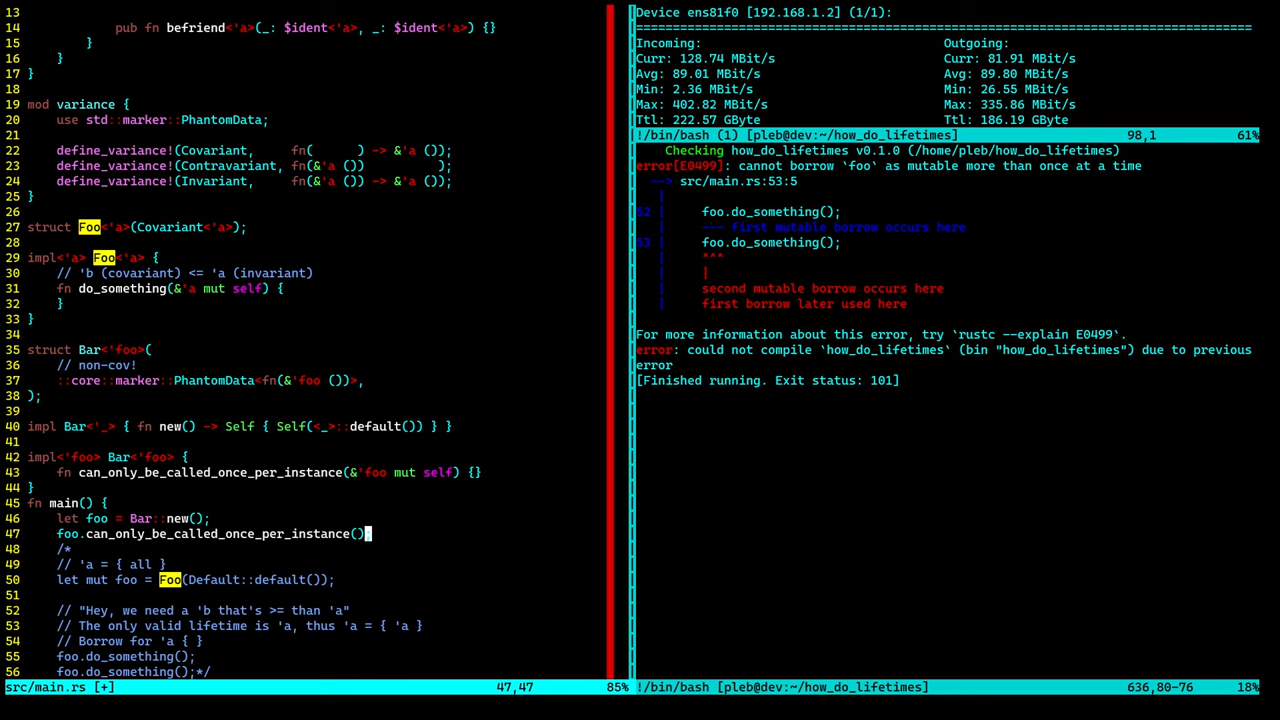 13
14            pub fn befriend<'a>(_: $ident<'a>, _: $ident<'a>) {}
15        }
16    }
17 }
18
19 mod variance {
20     use std::marker::PhantomData;
21
22     define_variance!(Covariant,     fn(      ) -> &'a ());
23     define_variance!(Contravariant, fn(&'a ())          );
24     define_variance!(Invariant,     fn(&'a ()) -> &'a ());
25 }
26
27 struct Foo<'a>(Covariant<'a>);
28
29 impl<'a> Foo<'a> {
30     // 'b (covariant) <= 'a (invariant)
31     fn do_something(&'a mut self) {
32     }
33 }
34
35 struct Bar<'foo>(
36     // non-cov!
37     ::core::marker::PhantomData<fn(&'foo ())>,
38 );
39
40 impl Bar<'_> { fn new() -> Self { Self(<_>::default()) } }
41
42 impl<'foo> Bar<'foo> {
43     fn can_only_be_called_once_per_instance(&'foo mut self) {}
44 }
45 fn main() {
46     let foo = Bar::new();
47     foo.can_only_be_called_once_per_instance();
48     /*
49     // 'a = { all }
50     let mut foo = Foo(Default::default());
51
52     // "Hey, we need a 'b that's >= than 'a"
53     // The only valid lifetime is 'a, thus 'a = { 'a }
54     // Borrow for 'a { }
55     foo.do_something();
56     foo.do_something();*/
src/main.rs [+]    47,47    85%
Device ens81f0 [192.168.1.2] (1/1):
====================================================================================
Incoming:    Outgoing:
Curr: 128.74 MBit/s    Curr: 81.91 MBit/s
Avg: 89.01 MBit/s    Avg: 89.80 MBit/s
Min: 2.36 MBit/s    Min: 26.55 MBit/s
Max: 402.82 MBit/s    Max: 335.86 MBit/s
Ttl: 222.57 GByte    Ttl: 186.19 GByte
!/bin/bash (1) [pleb@dev:~/how_do_lifetimes]    98,1    61%
    Checking how_do_lifetimes v0.1.0 (/home/pleb/how_do_lifetimes)
error[E0499]: cannot borrow `foo` as mutable more than once at a time
  --> src/main.rs:53:5
   |
52 |     foo.do_something();
   |     --- first mutable borrow occurs here
53 |     foo.do_something();
   |     ^^^
   |     |
   |     second mutable borrow occurs here
   |     first borrow later used here

For more information about this error, try `rustc --explain E0499`.
error: could not compile `how_do_lifetimes` (bin "how_do_lifetimes") due to previous
error
[Finished running. Exit status: 101]
!/bin/bash [pleb@dev:~/how_do_lifetimes]    636,80-76    18%